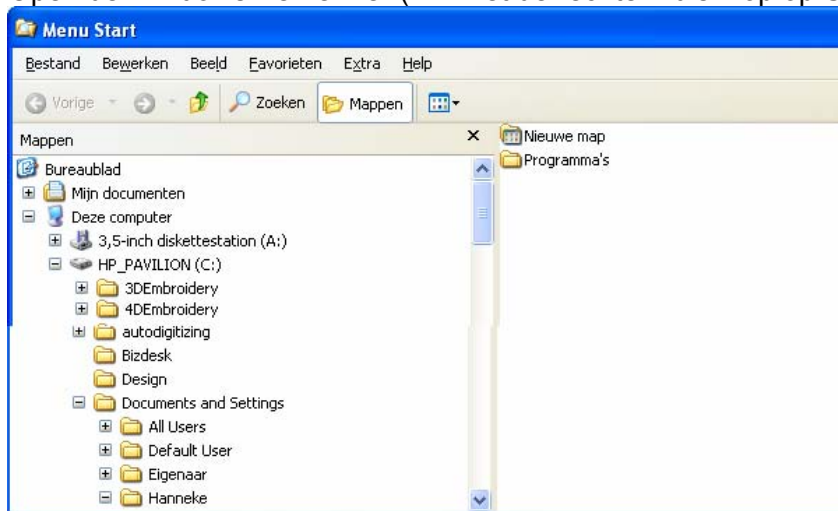 Menu Start
Bestand Bewerken Beeld Favorieten Extra Help
Vorige Zoeken Mappen
Mappen
Bureaublad
Mijn documenten
Deze computer
3,5-inch diskettestation (A:)
HP_PAVILION (C:)
3DEmbroidery
4DEmbroidery
autodigitizing
Bizdesk
Design
Documents and Settings
All Users
Default User
Eigenaar
Hanneke
Nieuwe map
Programma's